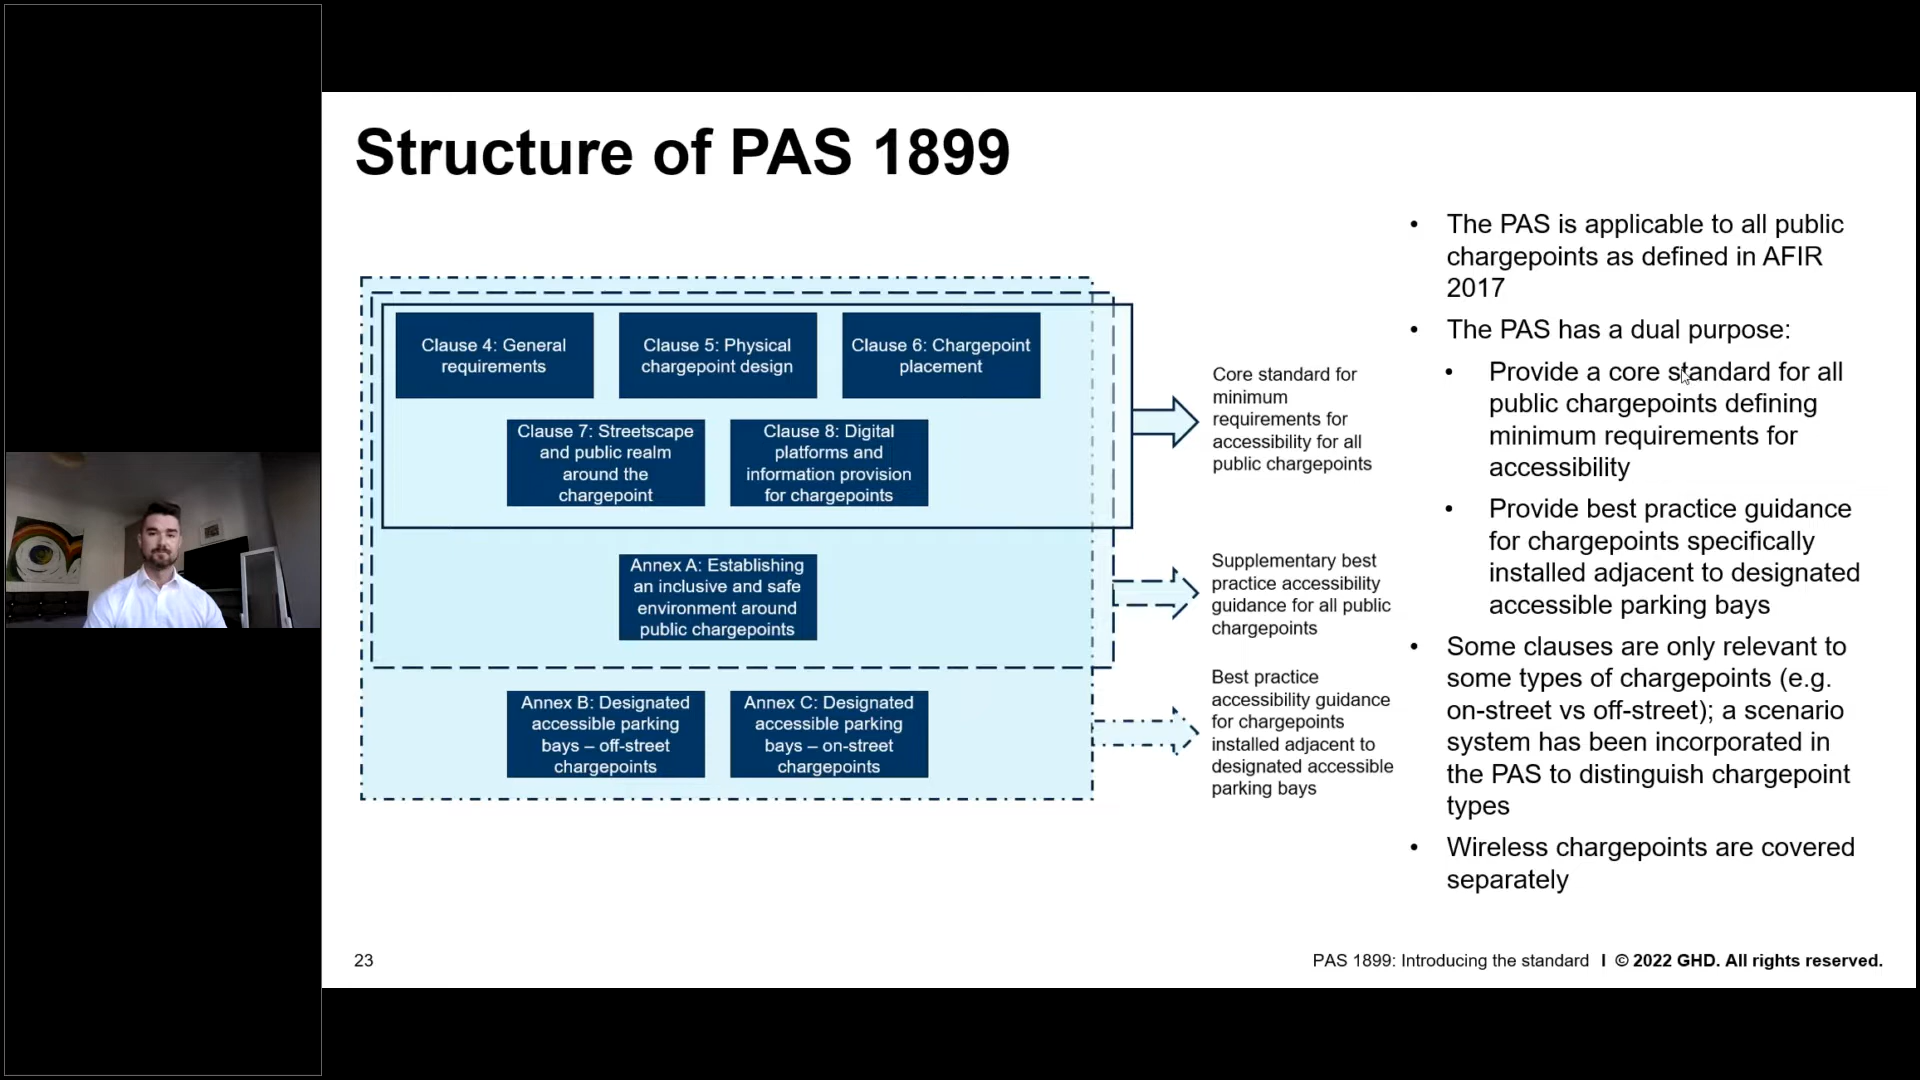 Structure of PAS 1899
Clause 4: General
requirements
Clause 5: Physical
chargepoint design
Clause 6: Chargepoint
placement
Clause 7: Streetscape
and public realm
around the
chargepoint
Clause 8: Digital
platforms and
information provision
for chargepoints
Core standard for
minimum
requirements for
accessibility for all
public chargepoints
Annex A: Establishing
an inclusive and safe
environment around
public chargepoints
Supplementary best
practice accessibility
guidance for all public
chargepoints
Annex B: Designated
accessible parking
bays – off-street
chargepoints
Annex C: Designated
accessible parking
bays – on-street
chargepoints
Best practice
accessibility guidance
for chargepoints
installed adjacent to
designated accessible
parking bays
• The PAS is applicable to all public
chargepoints as defined in AFIR
2017
• The PAS has a dual purpose:
• Provide a core standard for all
public chargepoints defining
minimum requirements for
accessibility
• Provide best practice guidance
for chargepoints specifically
installed adjacent to designated
accessible parking bays
• Some clauses are only relevant to
some types of chargepoints (e.g.
on-street vs off-street); a scenario
system has been incorporated in
the PAS to distinguish chargepoint
types
• Wireless chargepoints are covered
separately
23
PAS 1899: Introducing the standard I © 2022 GHD. All rights reserved.